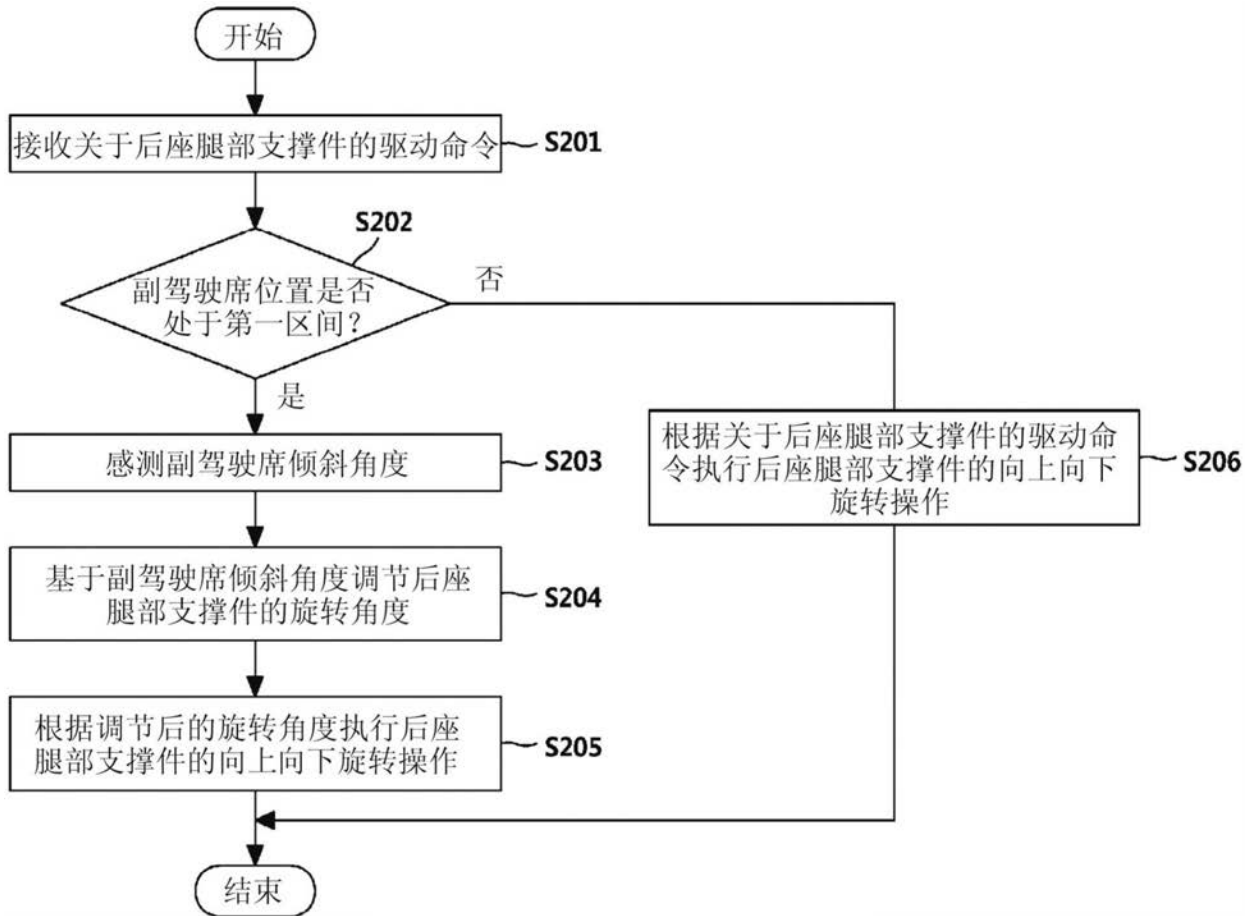 开始
接收关于后座腿部支撑件的驱动命令
S201
S202
副驾驶席位置是否
处于第一区间？
否
是
感测副驾驶席倾斜角度
S203
根据关于后座腿部支撑件的驱动命
令执行后座腿部支撑件的向上向下
旋转操作
S206
基于副驾驶席倾斜角度调节后座
腿部支撑件的旋转角度
S204
根据调节后的旋转角度执行后座
腿部支撑件的向上向下旋转操作
S205
结束